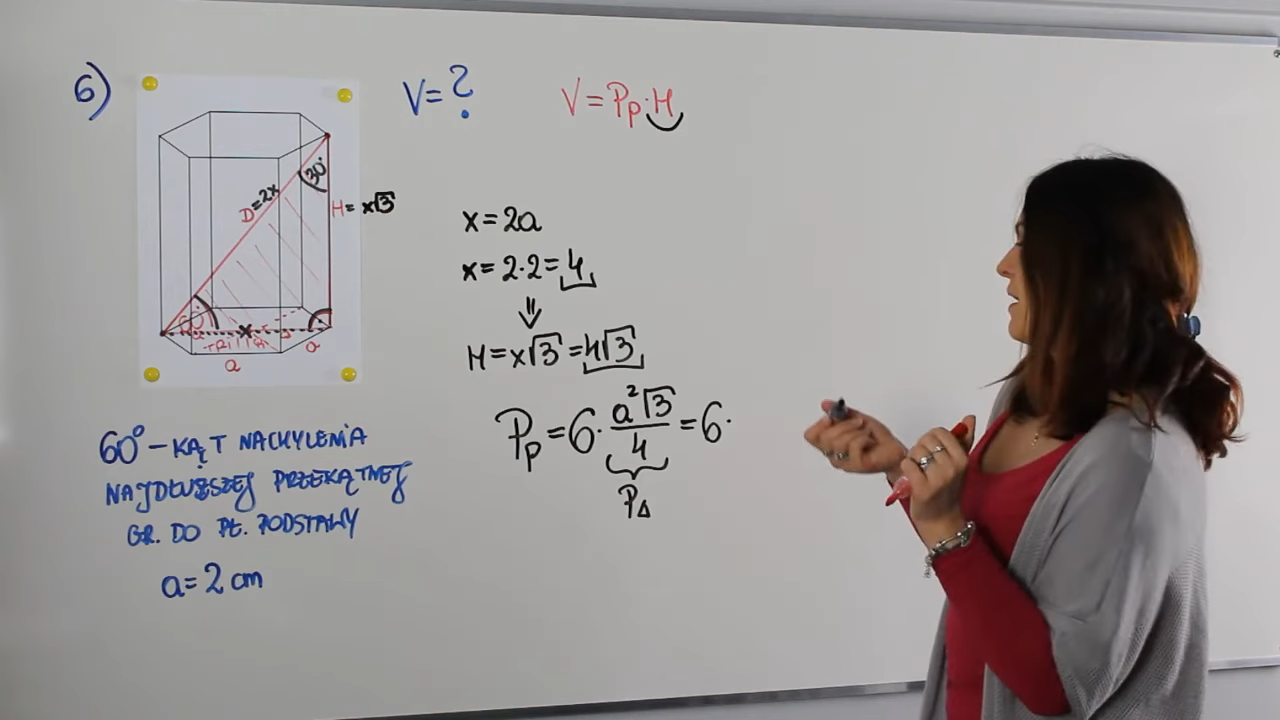 6)
V=?
V=Pp·H
30°
D=2x
H=x√3
60°
x
a
a
x=2a
x=2·2=4
⇓
H=x√3=4√3
Pp=6·a²√3/4=6·
P△
60°-KĄT NACHYLENIA
NAJDŁUŻSZEJ PRZEKĄTNEJ
GR. DO PŁ. PODSTAWY
a=2 cm